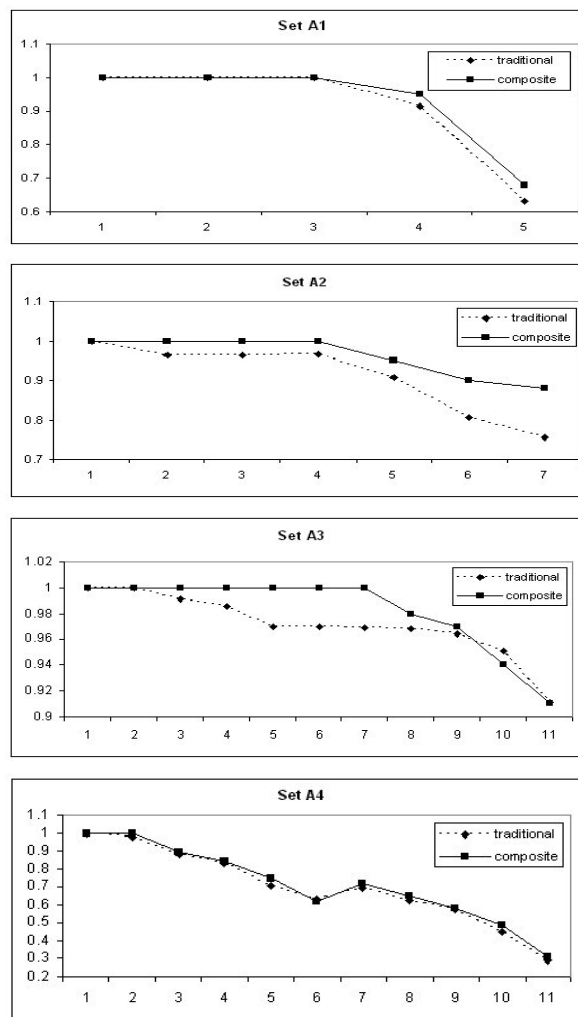 Set A1
1.1
1
0.9
0.8
0.7
0.6
1 2 3 4 5
traditional
composite
Set A2
1.1
1
0.9
0.8
0.7
1 2 3 4 5 6 7
traditional
composite
Set A3
1.02
1
0.98
0.96
0.94
0.92
0.9
1 2 3 4 5 6 7 8 9 10 11
traditional
composite
Set A4
1.1
1
0.9
0.8
0.7
0.6
0.5
0.4
0.3
0.2
1 2 3 4 5 6 7 8 9 10 11
traditional
composite